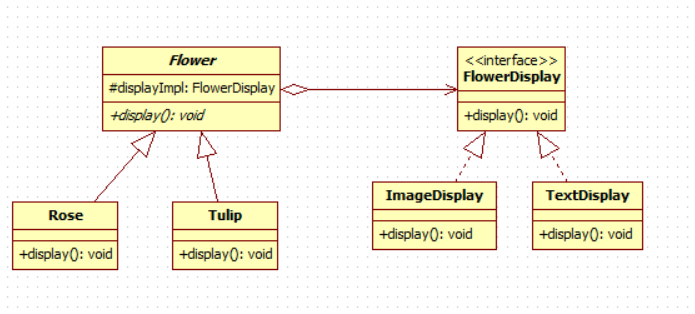 Flower
#displayImpl: FlowerDisplay
+display(): void
<<interface>>
FlowerDisplay
+display(): void
Rose
+display(): void
Tulip
+display(): void
ImageDisplay
+display(): void
TextDisplay
+display(): void